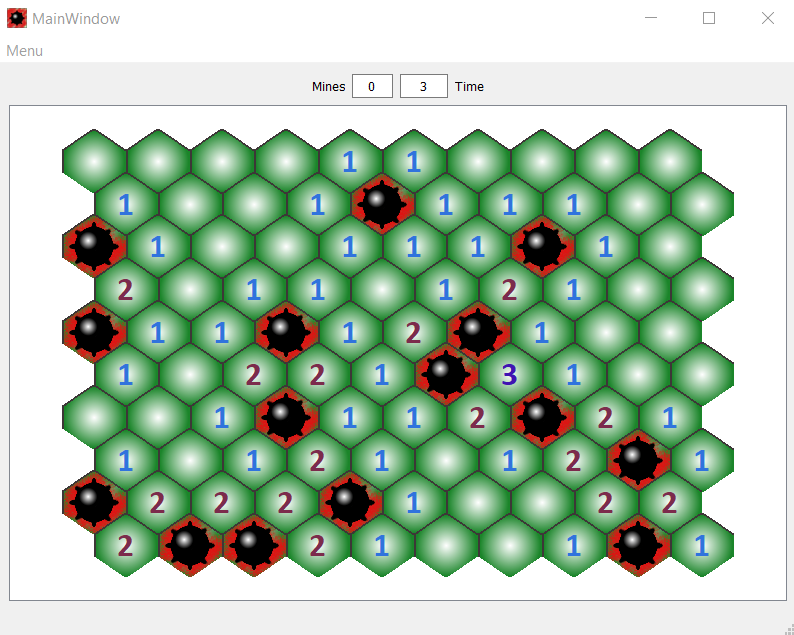 MainWindow
Menu
Mines 0 3 Time
1 1
1 1 1 1 1
1 1 1 1 1
2 1 1 1 2 1
1 1 1 2 1
1 2 2 1 3 1
1 1 1 2 2 1
1 1 2 1 1 2 1
2 2 2 1 2 2
2 2 1 1 1